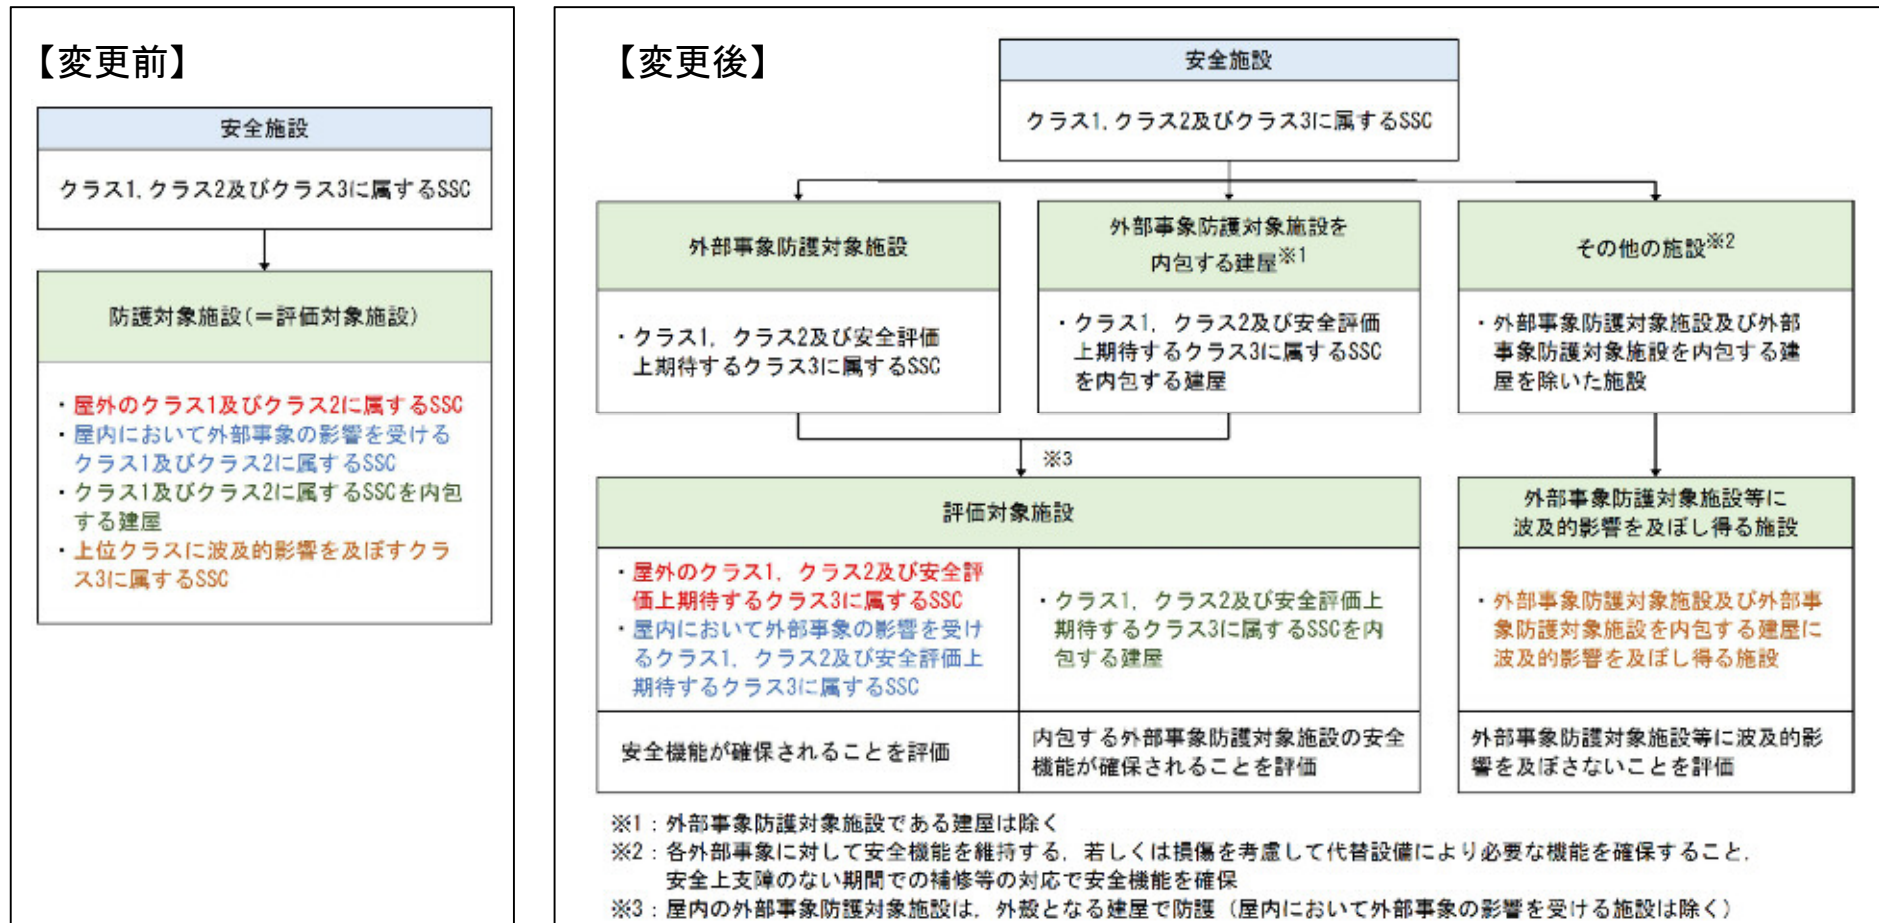 【変更前】
安全施設
クラス1, クラス2及びクラス3に属するSSC
防護対象施設(＝評価対象施設)
・屋外のクラス1及びクラス2に属するSSC
・屋内において外部事象の影響を受ける
クラス1及びクラス2に属するSSC
・クラス1及びクラス2に属するSSCを内包
する建屋
・上位クラスに波及的影響を及ぼすクラ
ス3に属するSSC
【変更後】
安全施設
クラス1, クラス2及びクラス3に属するSSC
外部事象防護対象施設
・クラス1, クラス2及び安全評価
上期待するクラス3に属するSSC
外部事象防護対象施設を
内包する建屋※1
・クラス1, クラス2及び安全評価
上期待するクラス3に属するSSC
を内包する建屋
その他の施設※2
・外部事象防護対象施設及び外部
事象防護対象施設を内包する建
屋を除いた施設
※3
評価対象施設
・屋外のクラス1, クラス2及び安全評
価上期待するクラス3に属するSSC
・屋内において外部事象の影響を受け
るクラス1, クラス2及び安全評価上
期待するクラス3に属するSSC
・クラス1, クラス2及び安全評価上
期待するクラス3に属するSSCを内
包する建屋
安全機能が確保されることを評価
内包する外部事象防護対象施設の安全
機能が確保されることを評価
外部事象防護対象施設等に
波及的影響を及ぼし得る施設
・外部事象防護対象施設及び外部事
象防護対象施設を内包する建屋に
波及的影響を及ぼし得る施設
外部事象防護対象施設等に波及的影
響を及ぼさないことを評価
※1：外部事象防護対象施設である建屋は除く
※2：各外部事象に対して安全機能を維持する, 若しくは損傷を考慮して代替設備により必要な機能を確保すること,
安全上支障のない期間での補修等の対応で安全機能を確保
※3：屋内の外部事象防護対象施設は, 外殻となる建屋で防護（屋内において外部事象の影響を受ける施設は除く）